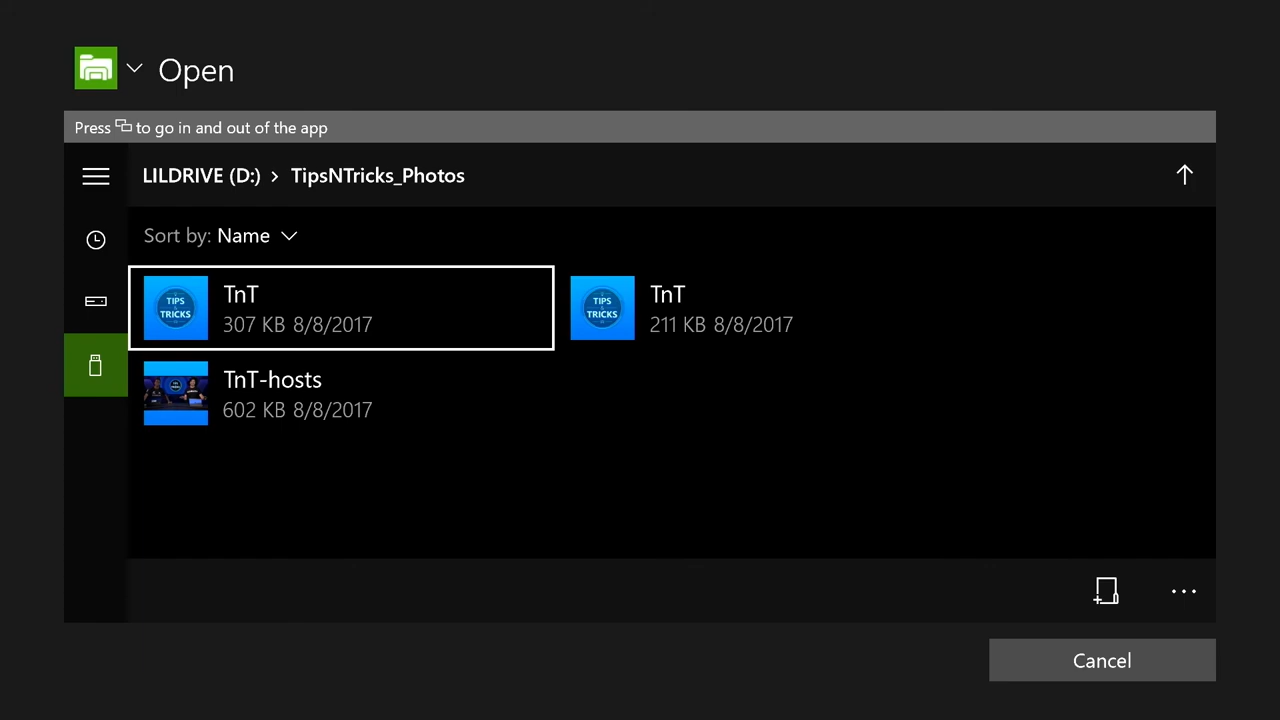 Open
Press to go in and out of the app
LILDRIVE (D:) > TipsNTricks_Photos
Sort by: Name
TIPS
&
TRICKS
TnT
307 KB 8/8/2017
TIPS
&
TRICKS
TnT
211 KB 8/8/2017
TnT-hosts
602 KB 8/8/2017
Cancel